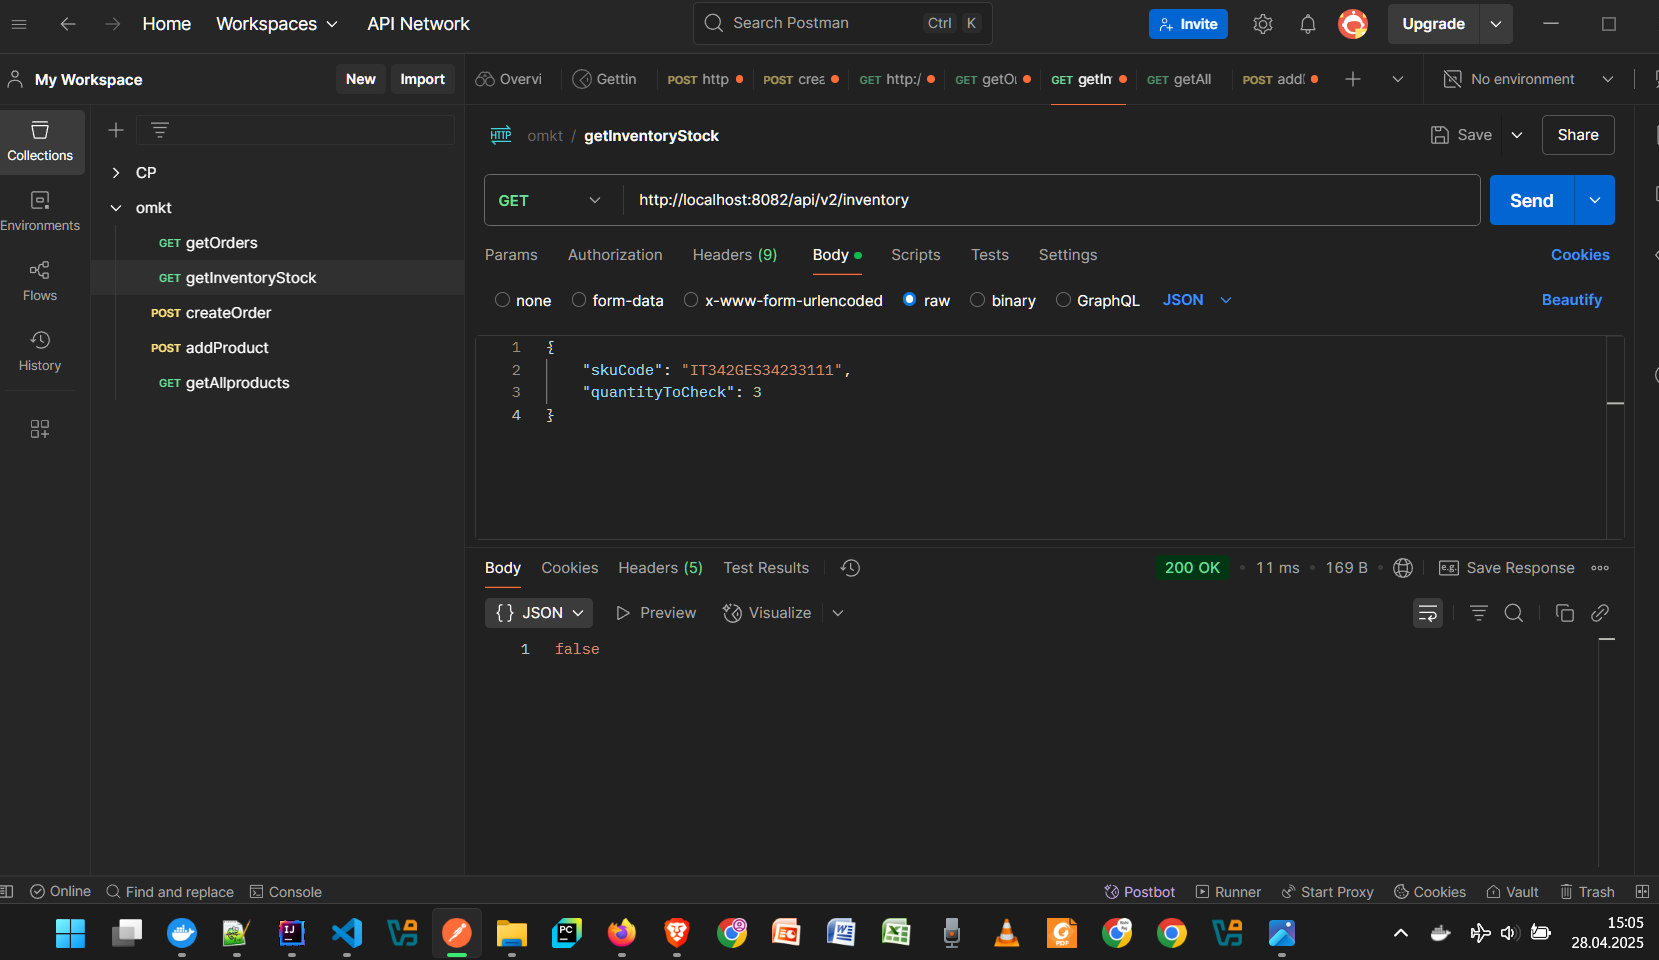 Home Workspaces API Network Search Postman Ctrl K Invite Upgrade
My Workspace New Import Overvi Gettin POST http POST crea GET http:/ GET getOu GET getIn GET getAll POST addl No environment
Collections
Environments
Flows
History
CP
omkt
GET getOrders
GET getInventoryStock
POST createOrder
POST addProduct
GET getAllproducts
HTTP omkt / getInventoryStock Save Share
GET http://localhost:8082/api/v2/inventory Send
Params Authorization Headers (9) Body Scripts Tests Settings Cookies
none form-data x-www-form-urlencoded raw binary GraphQL JSON Beautify
1 {
2 "skuCode": "IT342GES34233111",
3 "quantityToCheck": 3
4 }
Body Cookies Headers (5) Test Results 200 OK • 11 ms • 169 B • e.g. Save Response
{} JSON Preview Visualize
1 false
Online Find and replace Console Postbot Runner Start Proxy Cookies Vault Trash
15:05
28.04.2025